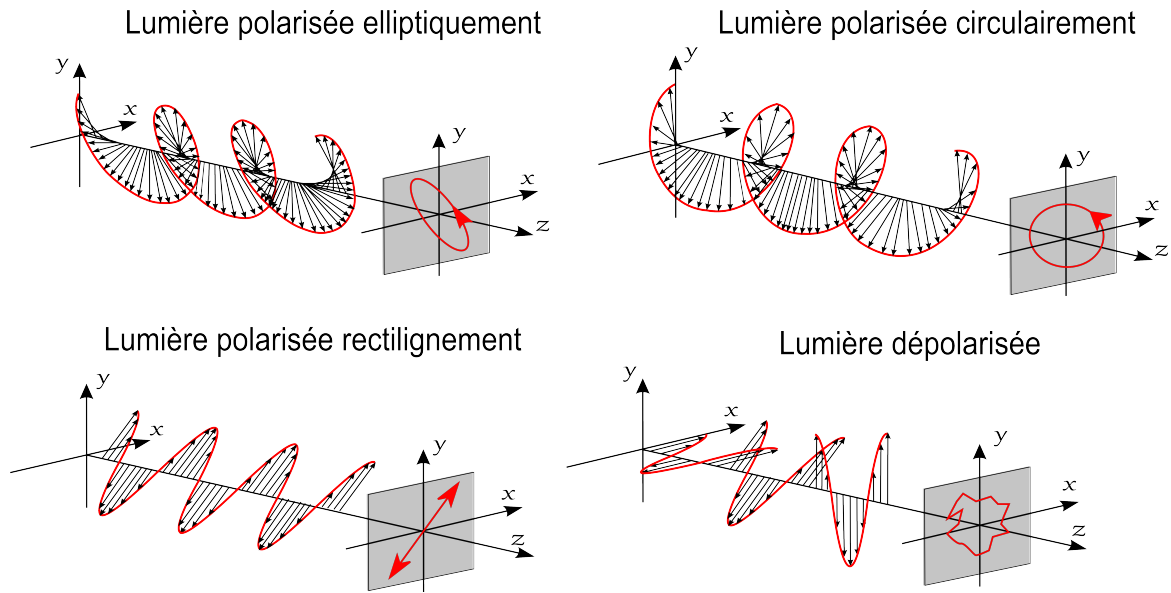 Lumière polarisée elliptiquement
y
x
y
x
z
Lumière polarisée circulairement
y
x
y
x
z
Lumière polarisée rectilignement
y
x
y
x
z
Lumière dépolarisée
y
x
y
x
z